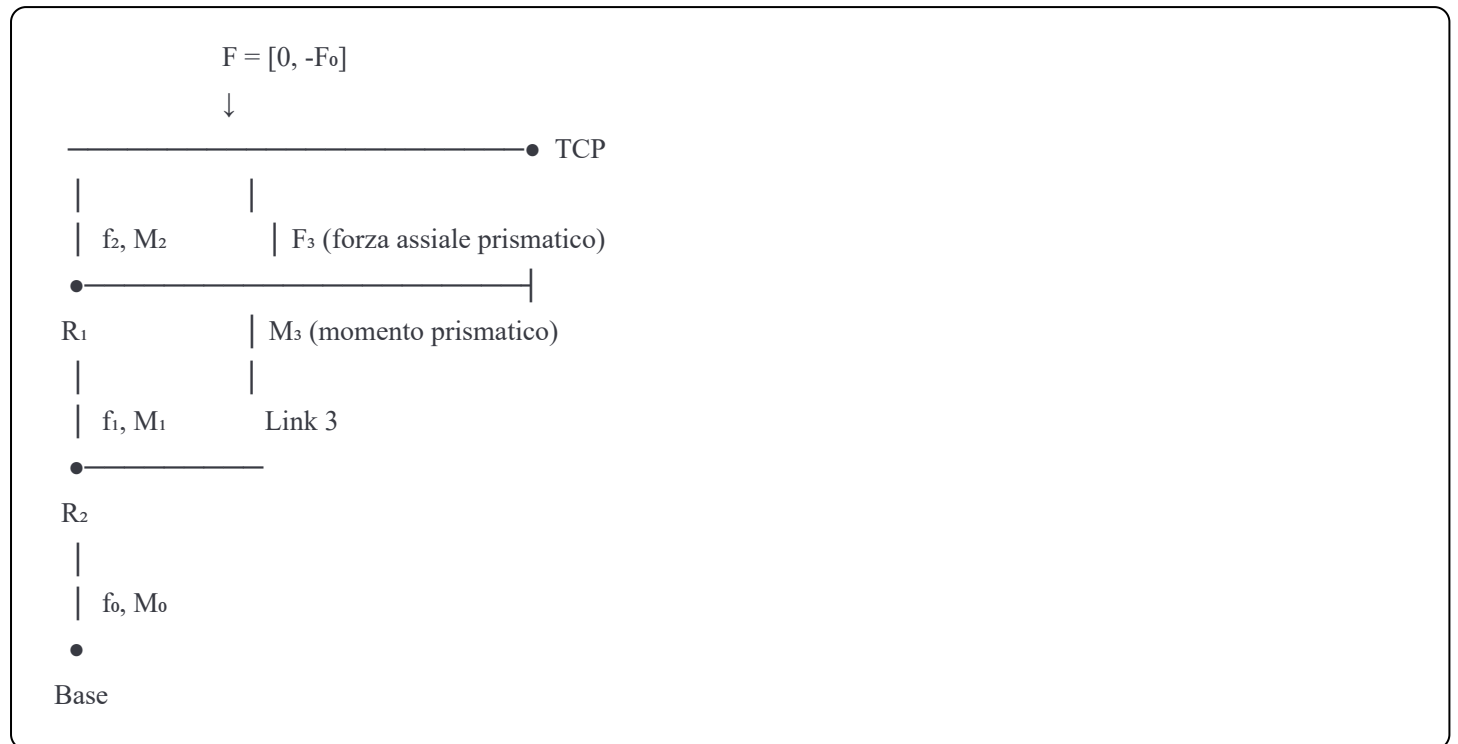 F = [0, -F₀]
↓
TCP
f₂, M₂ F₃ (forza assiale prismatico)
R₁ M₃ (momento prismatico)
f₁, M₁ Link 3
R₂
f₀, M₀
Base